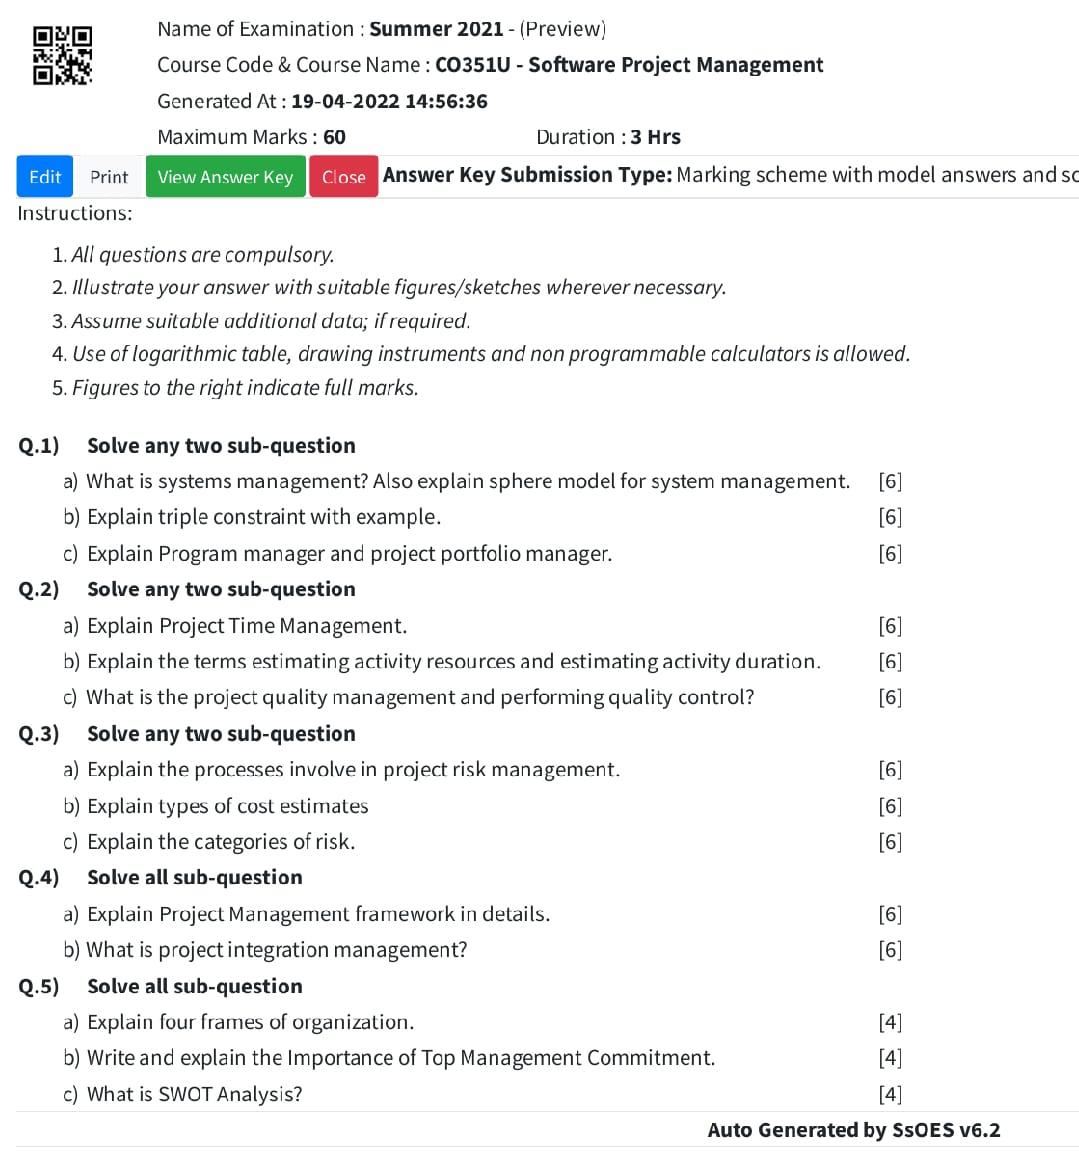 Name of Examination : Summer 2021 - (Preview)
Course Code & Course Name : CO351U - Software Project Management
Generated At : 19-04-2022 14:56:36
Maximum Marks : 60 Duration : 3 Hrs
Edit Print View Answer Key Close Answer Key Submission Type: Marking scheme with model answers and so
Instructions:
1. All questions are compulsory.
2. Illustrate your answer with suitable figures/sketches wherever necessary.
3. Assume suitable additional data; if required.
4. Use of logarithmic table, drawing instruments and non programmable calculators is allowed.
5. Figures to the right indicate full marks.
Q.1) Solve any two sub-question
a) What is systems management? Also explain sphere model for system management. [6]
b) Explain triple constraint with example. [6]
c) Explain Program manager and project portfolio manager. [6]
Q.2) Solve any two sub-question
a) Explain Project Time Management. [6]
b) Explain the terms estimating activity resources and estimating activity duration. [6]
c) What is the project quality management and performing quality control? [6]
Q.3) Solve any two sub-question
a) Explain the processes involve in project risk management. [6]
b) Explain types of cost estimates [6]
c) Explain the categories of risk. [6]
Q.4) Solve all sub-question
a) Explain Project Management framework in details. [6]
b) What is project integration management? [6]
Q.5) Solve all sub-question
a) Explain four frames of organization. [4]
b) Write and explain the Importance of Top Management Commitment. [4]
c) What is SWOT Analysis? [4]
Auto Generated by SsOES v6.2